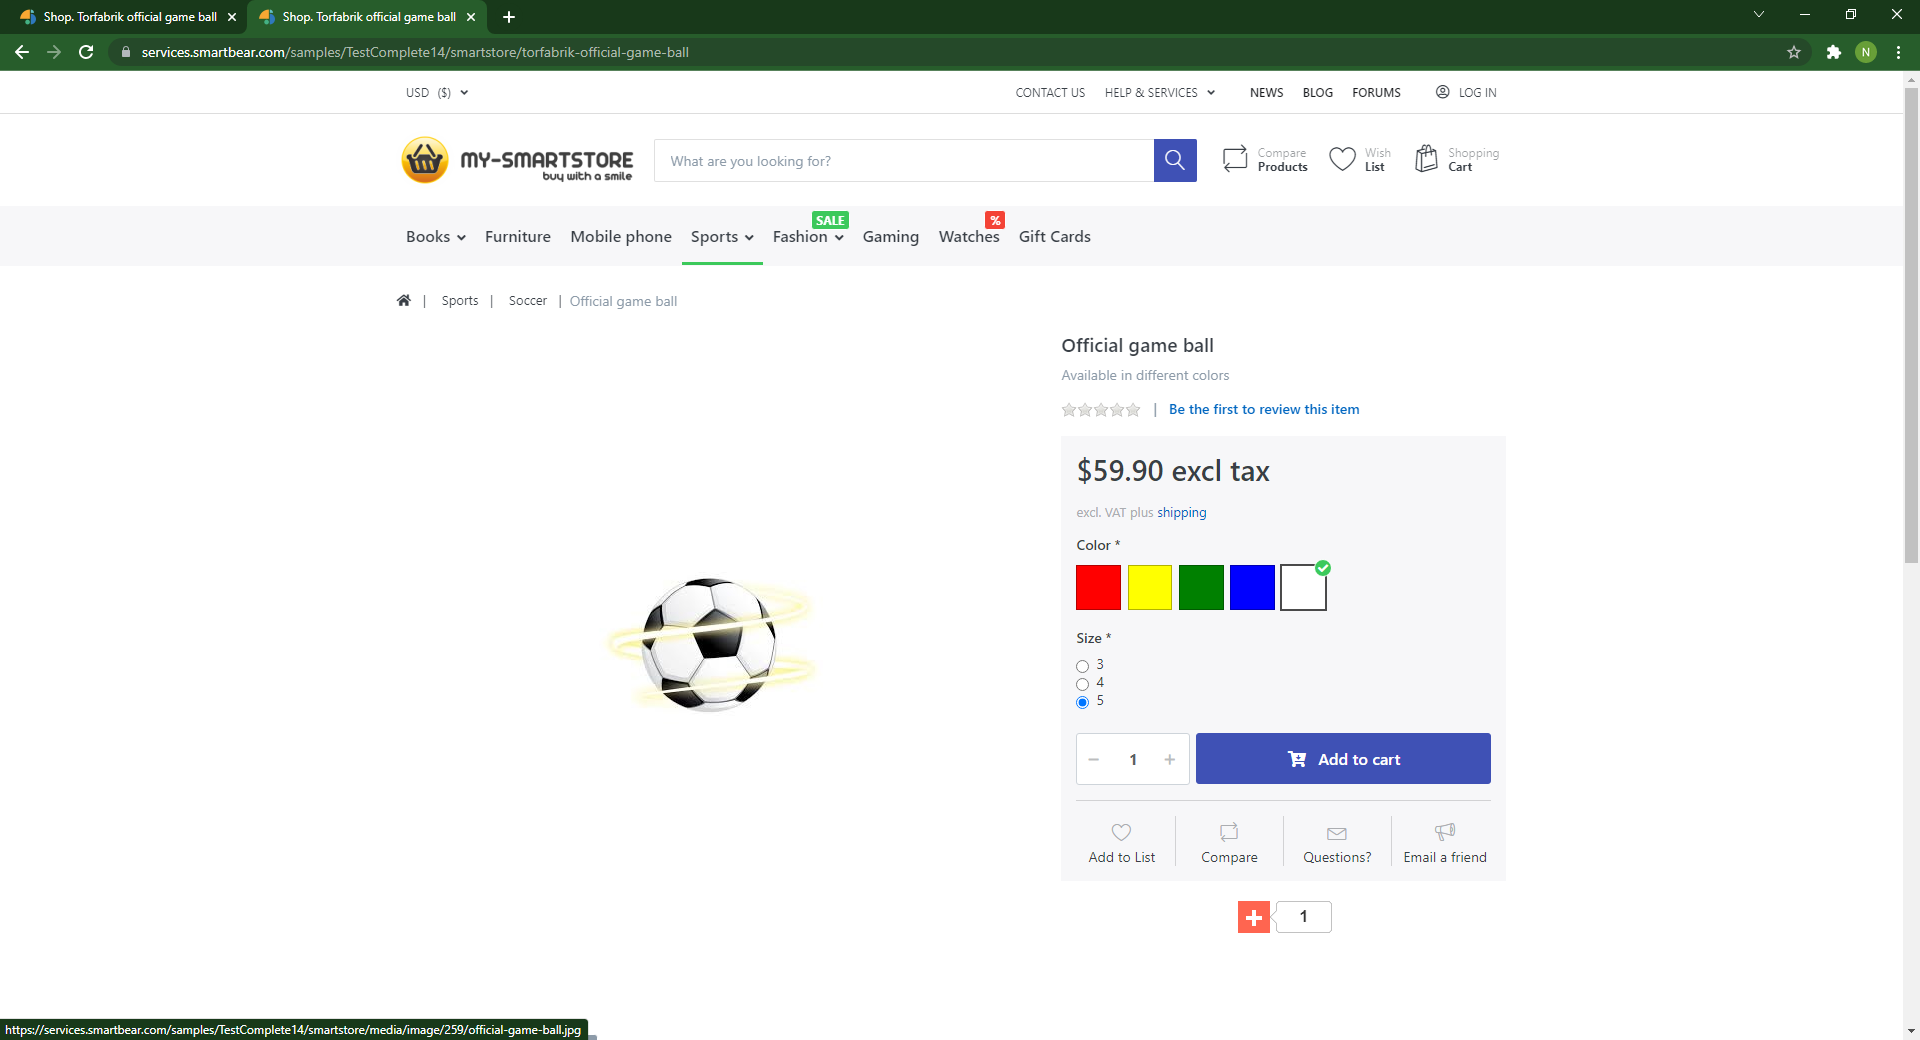 Shop. Torfabrik official game ball
Shop. Torfabrik official game ball
services.smartbear.com/samples/TestComplete14/smartstore/torfabrik-official-game-ball
N
USD ($)
CONTACT US
HELP & SERVICES
NEWS
BLOG
FORUMS
LOG IN
MY-SMARTSTORE
buy with a smile
What are you looking for?
Compare
Products
Wish
List
Shopping
Cart
SALE
%
Books
Furniture
Mobile phone
Sports
Fashion
Gaming
Watches
Gift Cards
| Sports | Soccer | Official game ball
Official game ball
Available in different colors
| Be the first to review this item
$59.90 excl tax
excl. VAT plus shipping
Color *
Size *
3
4
5
− 1 +
Add to cart
Add to List
Compare
Questions?
Email a friend
1
https://services.smartbear.com/samples/TestComplete14/smartstore/media/image/259/official-game-ball.jpg